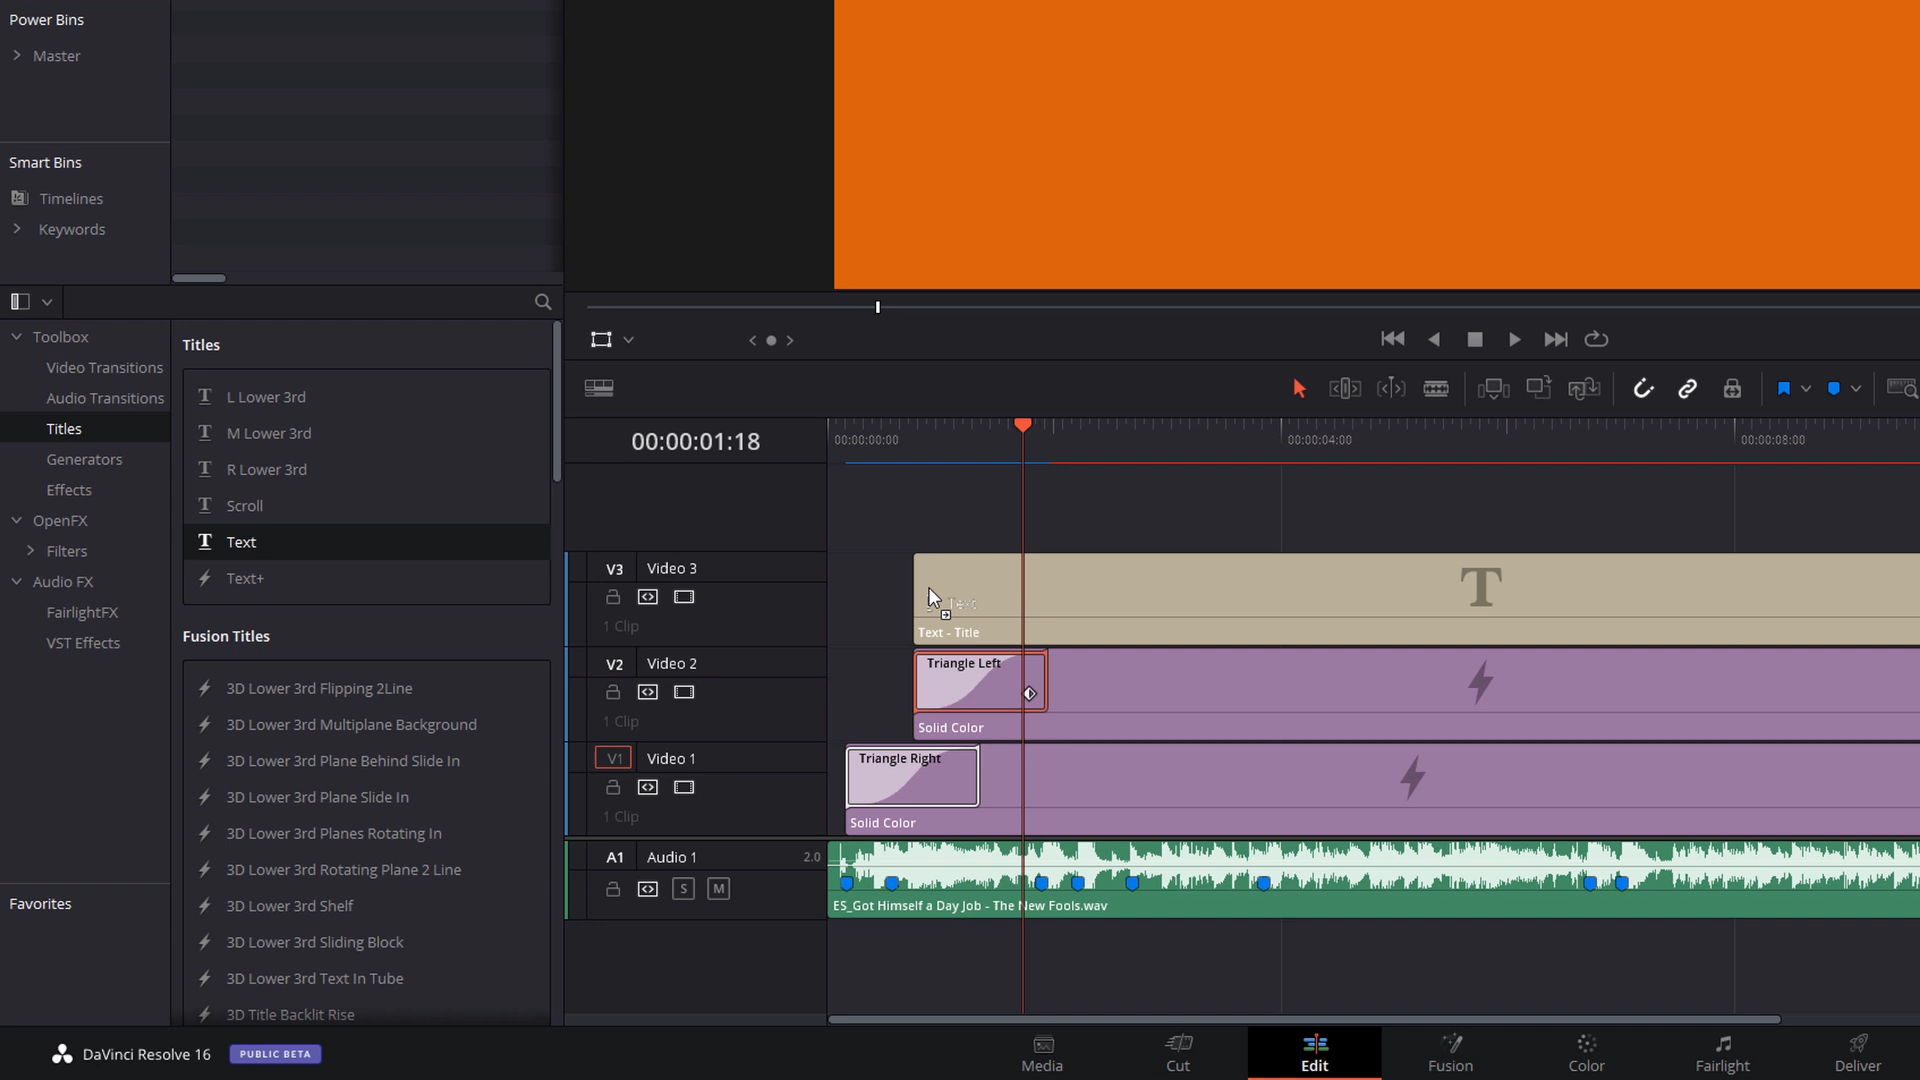 Power Bins
Master
Smart Bins
Timelines
Keywords
Toolbox
Video Transitions
Audio Transitions
Titles
Generators
Effects
OpenFX
Filters
Audio FX
FairlightFX
VST Effects
Favorites
Titles
L Lower 3rd
M Lower 3rd
R Lower 3rd
Scroll
Text
Text+
Fusion Titles
3D Lower 3rd Flipping 2Line
3D Lower 3rd Multiplane Background
3D Lower 3rd Plane Behind Slide In
3D Lower 3rd Plane Slide In
3D Lower 3rd Planes Rotating In
3D Lower 3rd Rotating Plane 2 Line
3D Lower 3rd Shelf
3D Lower 3rd Sliding Block
3D Lower 3rd Text In Tube
3D Title Backlit Rise
00:00:01:18
00:00:00:00
00:00:04:00
00:00:08:00
V3 Video 3
1 Clip
Text
Text - Title
V2 Video 2
1 Clip
Triangle Left
Solid Color
V1 Video 1
1 Clip
Triangle Right
Solid Color
A1 Audio 1 2.0
S M
ES_Got Himself a Day Job - The New Fools.wav
DaVinci Resolve 16
PUBLIC BETA
Media
Cut
Edit
Fusion
Color
Fairlight
Deliver